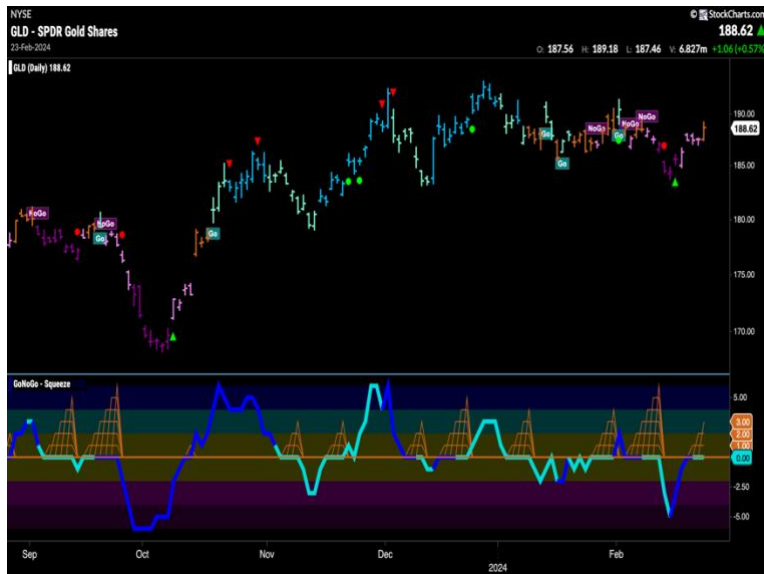 NYSE
© StockCharts.com
GLD - SPDR Gold Shares
188.62
23-Feb-2024
O: 187.56 H: 189.18 L: 187.46 V: 6.827m +1.06 (+0.57%)
GLD (Daily) 188.62
190.00
188.62
185.00
180.00
175.00
170.00
NoGo
NoGo
Go
Go
Go
Go
NoGo
Go
NoGo
NoGo
GoNoGo - Squeeze
5.00
3.00
2.00
1.00
0.00
-2.50
-5.00
Sep Oct Nov Dec 2024 Feb